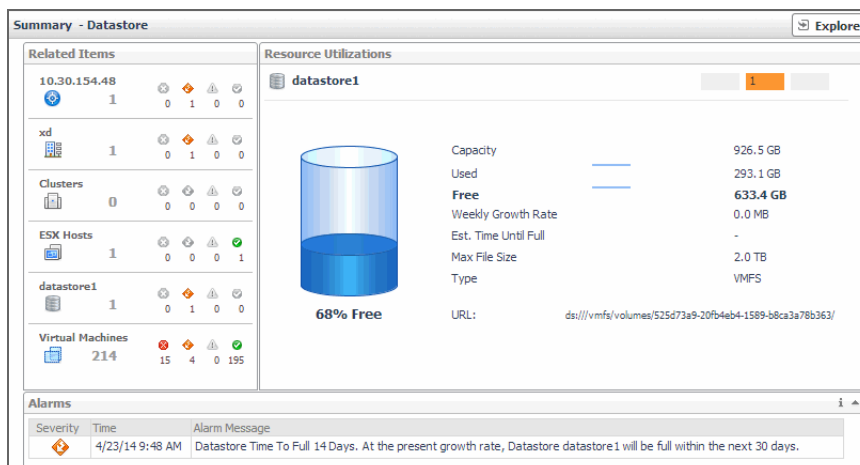 Summary - Datastore
Explore
Related Items
10.30.154.48
1
0 1 0 0
xd
1
0 1 0 0
Clusters
0
0 0 0 0
ESX Hosts
1
0 0 0 1
datastore1
1
0 1 0 0
Virtual Machines
214
15 4 0 195
Resource Utilizations
datastore1
1
68% Free
Capacity 926.5 GB
Used 293.1 GB
Free 633.4 GB
Weekly Growth Rate 0.0 MB
Est. Time Until Full -
Max File Size 2.0 TB
Type VMFS
URL: ds:///vmfs/volumes/525d73a9-20fb4eb4-1589-b8ca3a78b363/
Alarms
Severity Time Alarm Message
4/23/14 9:48 AM Datastore Time To Full 14 Days. At the present growth rate, Datastore datastore1 will be full within the next 30 days.